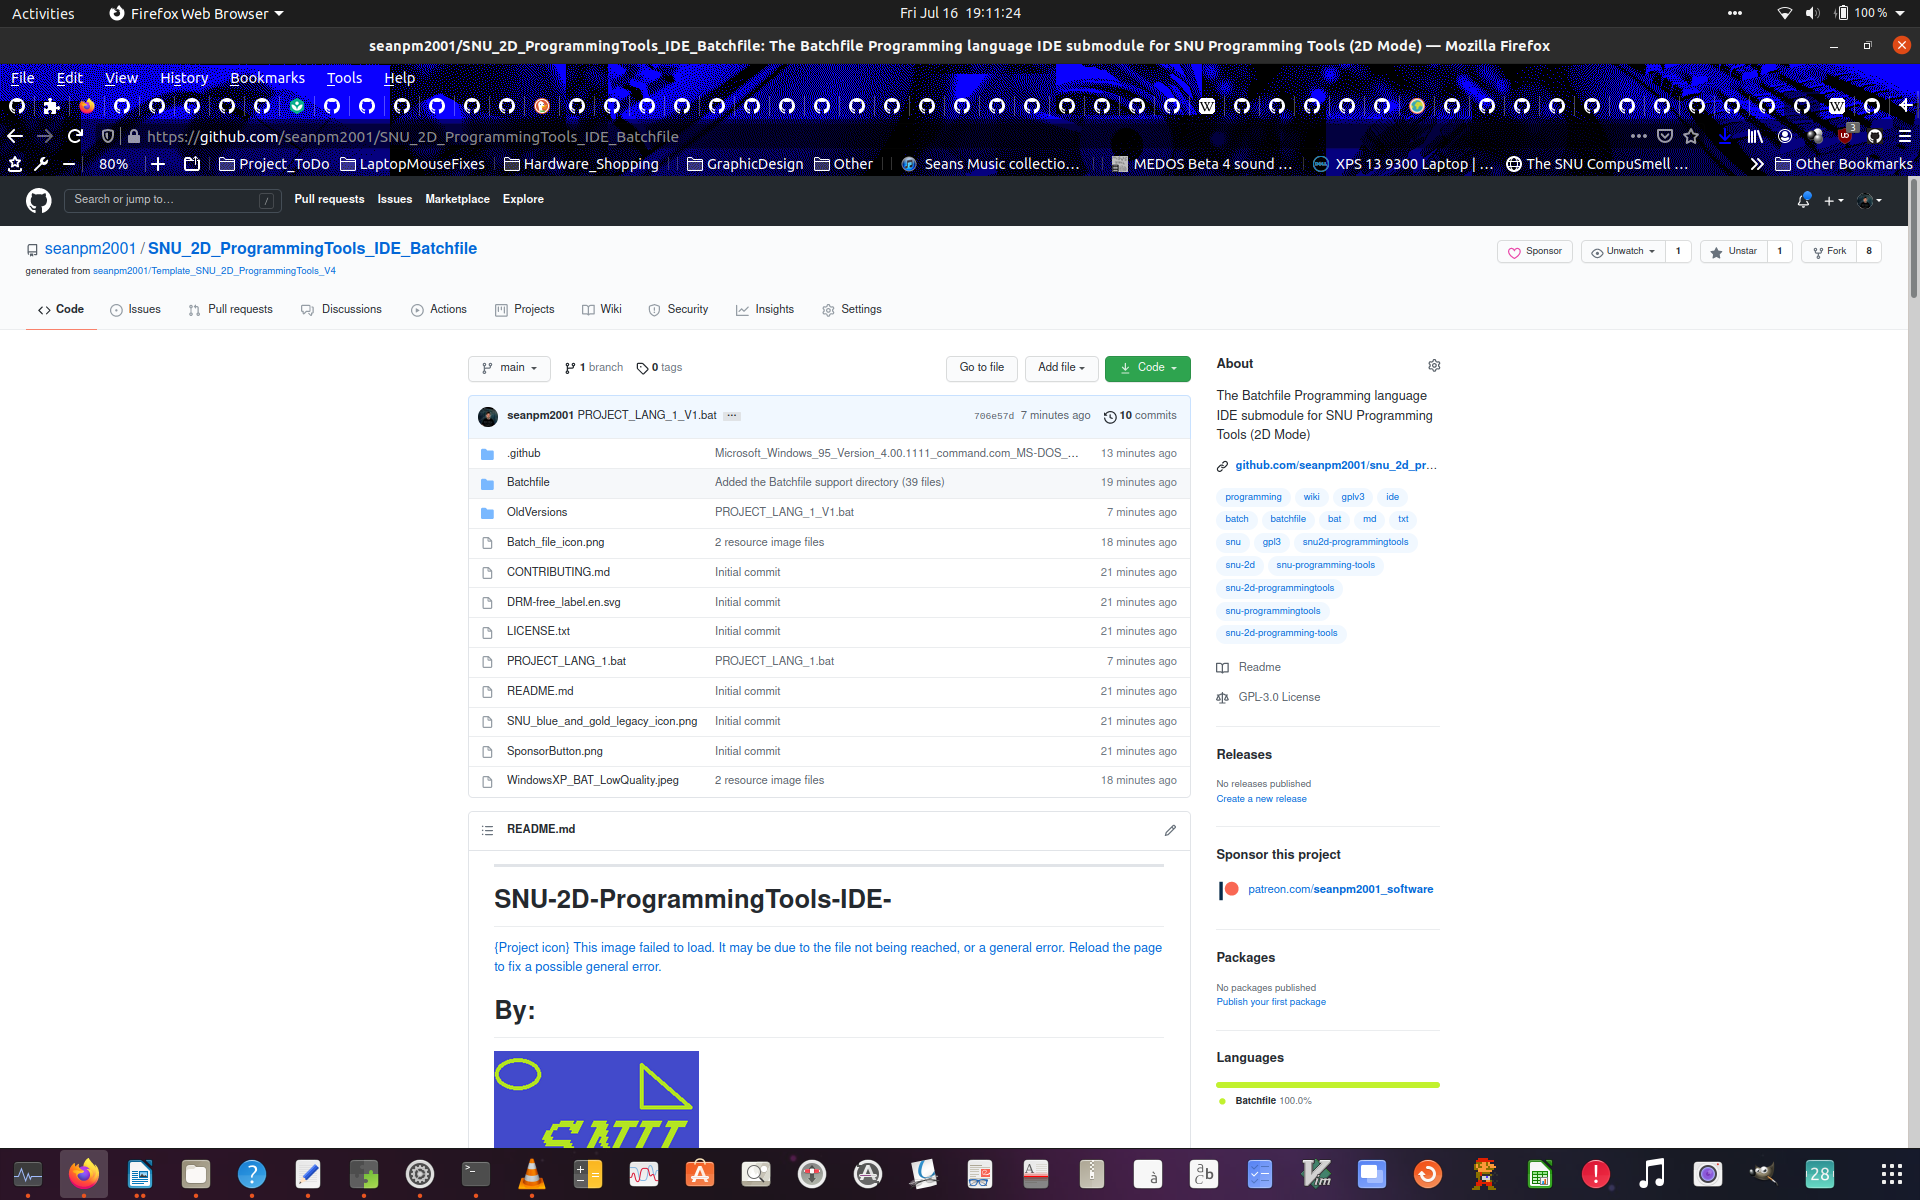 Activities
Firefox Web Browser
Fri Jul 16 19:11:24
100 %
seanpm2001/SNU_2D_ProgrammingTools_IDE_Batchfile: The Batchfile Programming language IDE submodule for SNU Programming Tools (2D Mode) — Mozilla Firefox
File Edit View History Bookmarks Tools Help
https://github.com/seanpm2001/SNU_2D_ProgrammingTools_IDE_Batchfile
3
80%
Project_ToDo
LaptopMouseFixes
Hardware_Shopping
GraphicDesign
Other
Seans Music collectio…
MEDOS Beta 4 sound …
XPS 13 9300 Laptop | …
The SNU CompuSmell …
Other Bookmarks
Search or jump to…
/
Pull requests Issues Marketplace Explore
seanpm2001 / SNU_2D_ProgrammingTools_IDE_Batchfile
generated from seanpm2001/Template_SNU_2D_ProgrammingTools_V4
Sponsor
Unwatch 1
Unstar 1
Fork 8
Code Issues Pull requests Discussions Actions Projects Wiki Security Insights Settings
main
1 branch
0 tags
Go to file
Add file
Code
seanpm2001 PROJECT_LANG_1_V1.bat ... 706e57d 7 minutes ago 10 commits
.github Microsoft_Windows_95_Version_4.00.1111_command.com_MS-DOS_... 13 minutes ago
Batchfile Added the Batchfile support directory (39 files) 19 minutes ago
OldVersions PROJECT_LANG_1_V1.bat 7 minutes ago
Batch_file_icon.png 2 resource image files 18 minutes ago
CONTRIBUTING.md Initial commit 21 minutes ago
DRM-free_label.en.svg Initial commit 21 minutes ago
LICENSE.txt Initial commit 21 minutes ago
PROJECT_LANG_1.bat PROJECT_LANG_1.bat 7 minutes ago
README.md Initial commit 21 minutes ago
SNU_blue_and_gold_legacy_icon.png Initial commit 21 minutes ago
SponsorButton.png Initial commit 21 minutes ago
WindowsXP_BAT_LowQuality.jpeg 2 resource image files 18 minutes ago
README.md
SNU-2D-ProgrammingTools-IDE-
{Project icon} This image failed to load. It may be due to the file not being reached, or a general error. Reload the page
to fix a possible general error.
By:
SNU
About
The Batchfile Programming language
IDE submodule for SNU Programming
Tools (2D Mode)
github.com/seanpm2001/snu_2d_pr...
programming wiki gplv3 ide
batch batchfile bat md txt
snu gpl3 snu2d-programmingtools
snu-2d snu-programming-tools
snu-2d-programmingtools
snu-programmingtools
snu-2d-programming-tools
Readme
GPL-3.0 License
Releases
No releases published
Create a new release
Sponsor this project
patreon.com/seanpm2001_software
Packages
No packages published
Publish your first package
Languages
Batchfile 100.0%
28